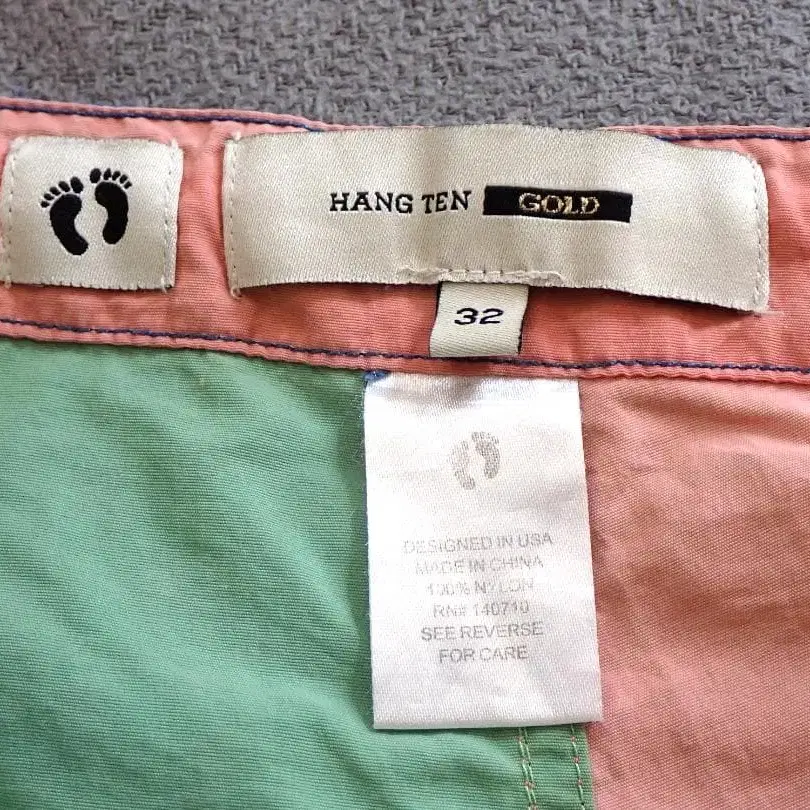 HANG TEN GOLD
32
DESIGNED IN USA
MADE IN CHINA
100% NYLON
RN# 140710
SEE REVERSE
FOR CARE